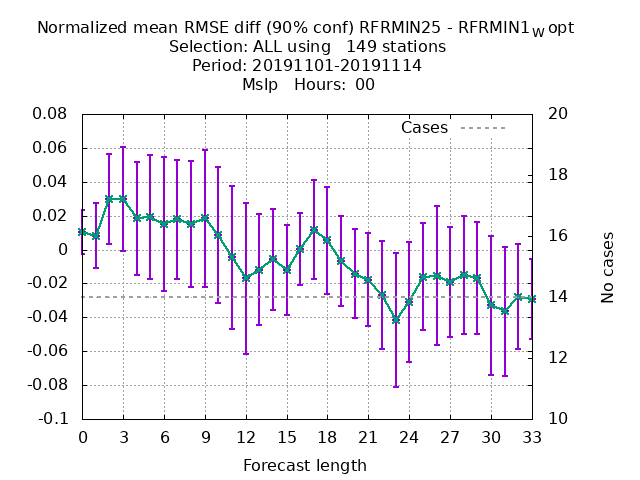 Normalized mean RMSE diff (90% conf) RFRMIN25 - RFRMIN1wopt
Selection: ALL using   149 stations
Period: 20191101-20191114
Mslp   Hours: 00
Cases
0.08
0.06
0.04
0.02
0
-0.02
-0.04
-0.06
-0.08
-0.1
20
18
16
14
12
10
No cases
0 3 6 9 12 15 18 21 24 27 30 33
Forecast length